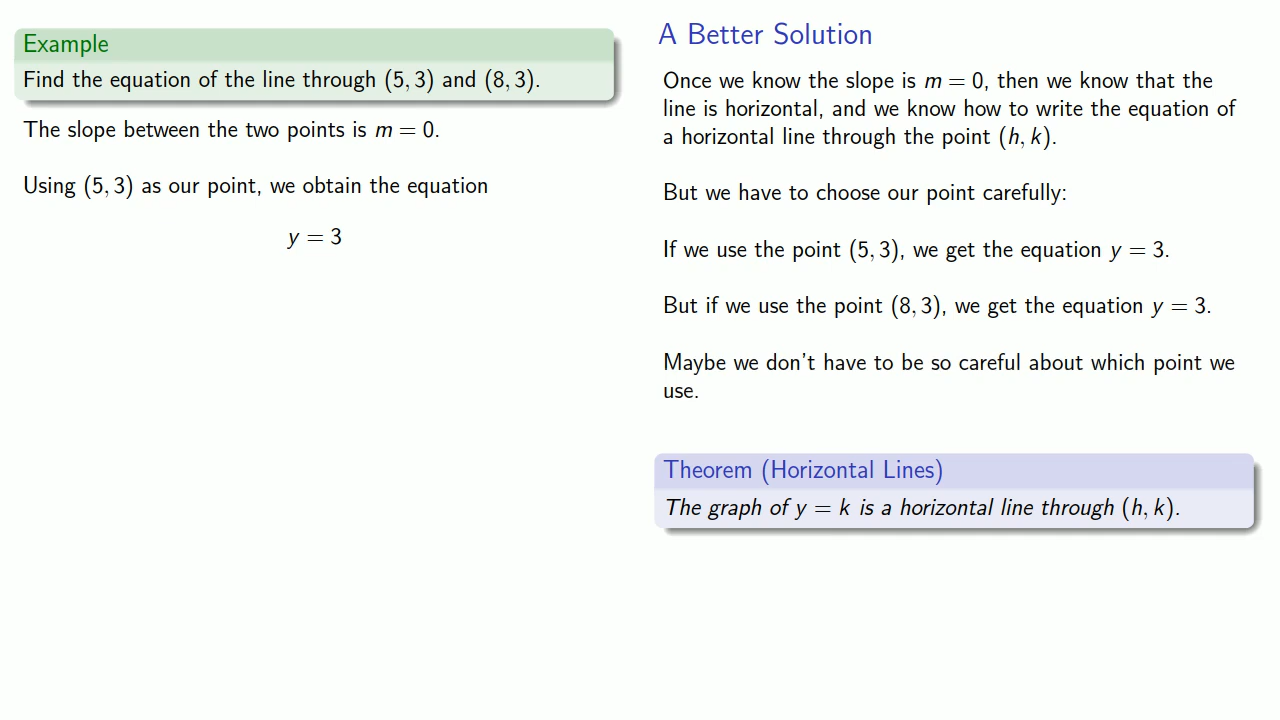 Example
Find the equation of the line through (5, 3) and (8, 3).
The slope between the two points is m = 0.
Using (5, 3) as our point, we obtain the equation
y = 3
A Better Solution
Once we know the slope is m = 0, then we know that the
line is horizontal, and we know how to write the equation of
a horizontal line through the point (h, k).
But we have to choose our point carefully:
If we use the point (5, 3), we get the equation y = 3.
But if we use the point (8, 3), we get the equation y = 3.
Maybe we don't have to be so careful about which point we
use.
Theorem (Horizontal Lines)
The graph of y = k is a horizontal line through (h, k).